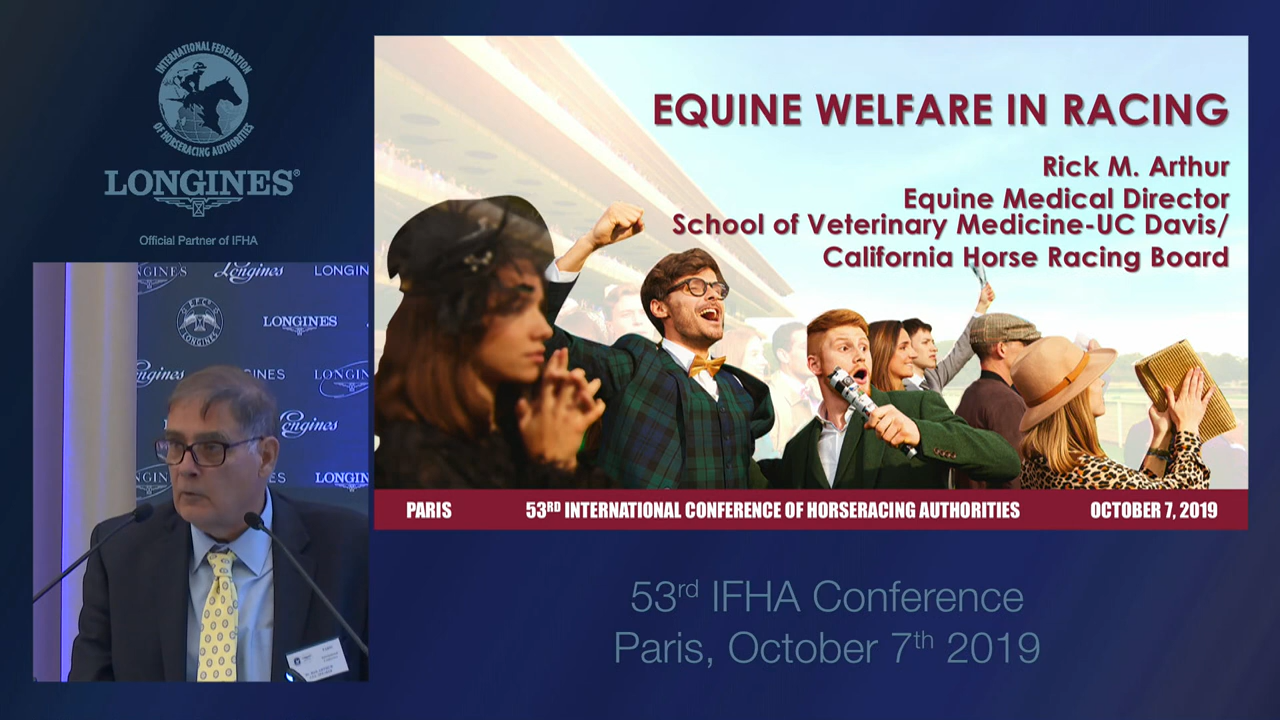 INTERNATIONAL FEDERATION
OF HORSERACING AUTHORITIES
LONGINES®
Official Partner of IFHA
EQUINE WELFARE IN RACING
Rick M. Arthur
Equine Medical Director
School of Veterinary Medicine-UC Davis/
California Horse Racing Board
PARIS
53RD INTERNATIONAL CONFERENCE OF HORSERACING AUTHORITIES
OCTOBER 7, 2019
Longines
LONGINES
LONGINES
53rd IFHA Conference
Paris, October 7th 2019